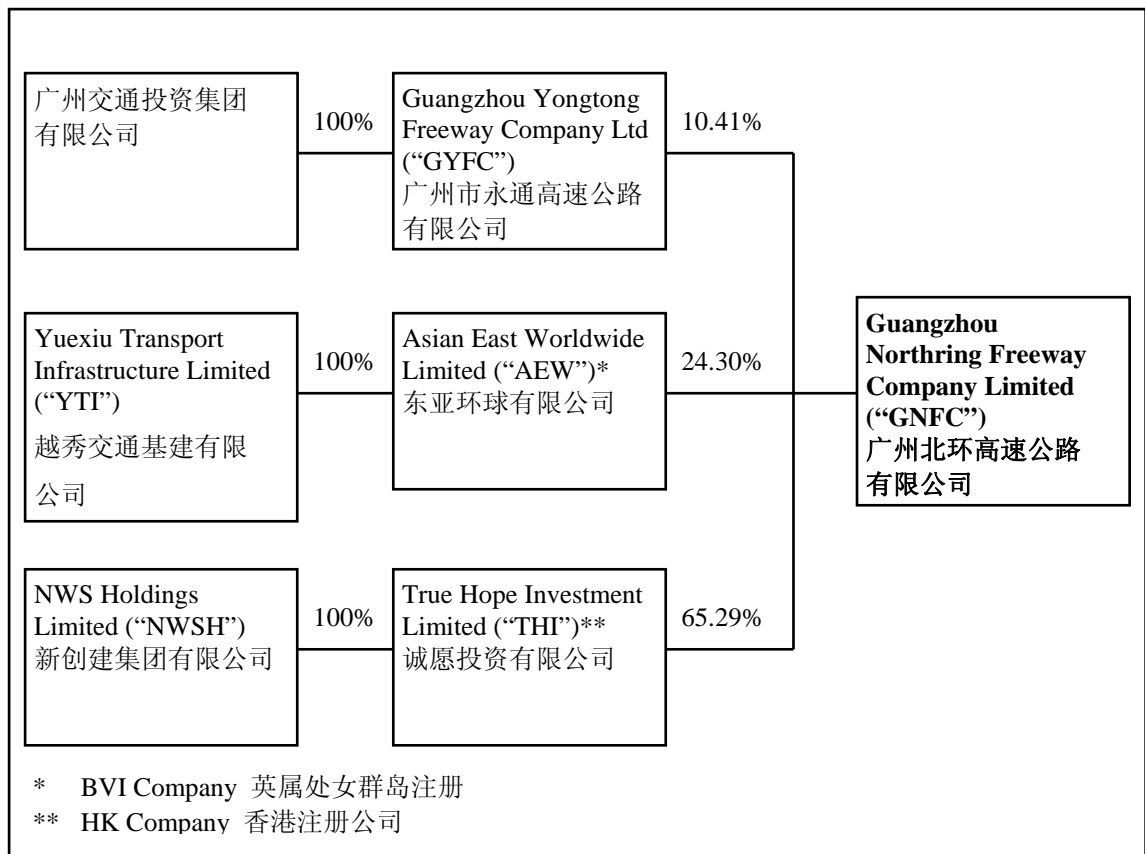 广州交通投资集团
有限公司
100%
Guangzhou Yongtong
Freeway Company Ltd
(“GYFC”)
广州市永通高速公路
有限公司
10.41%
Yuexiu Transport
Infrastructure Limited
(“YTI”)
越秀交通基建有限
公司
100%
Asian East Worldwide
Limited (“AEW”)*
东亚环球有限公司
24.30%
Guangzhou
Northring Freeway
Company Limited
(“GNFC”)
广州北环高速公路
有限公司
NWS Holdings
Limited (“NWSH”)
新创建集团有限公司
100%
True Hope Investment
Limited (“THI”)**
诚愿投资有限公司
65.29%
* BVI Company 英属处女群岛注册
** HK Company 香港注册公司